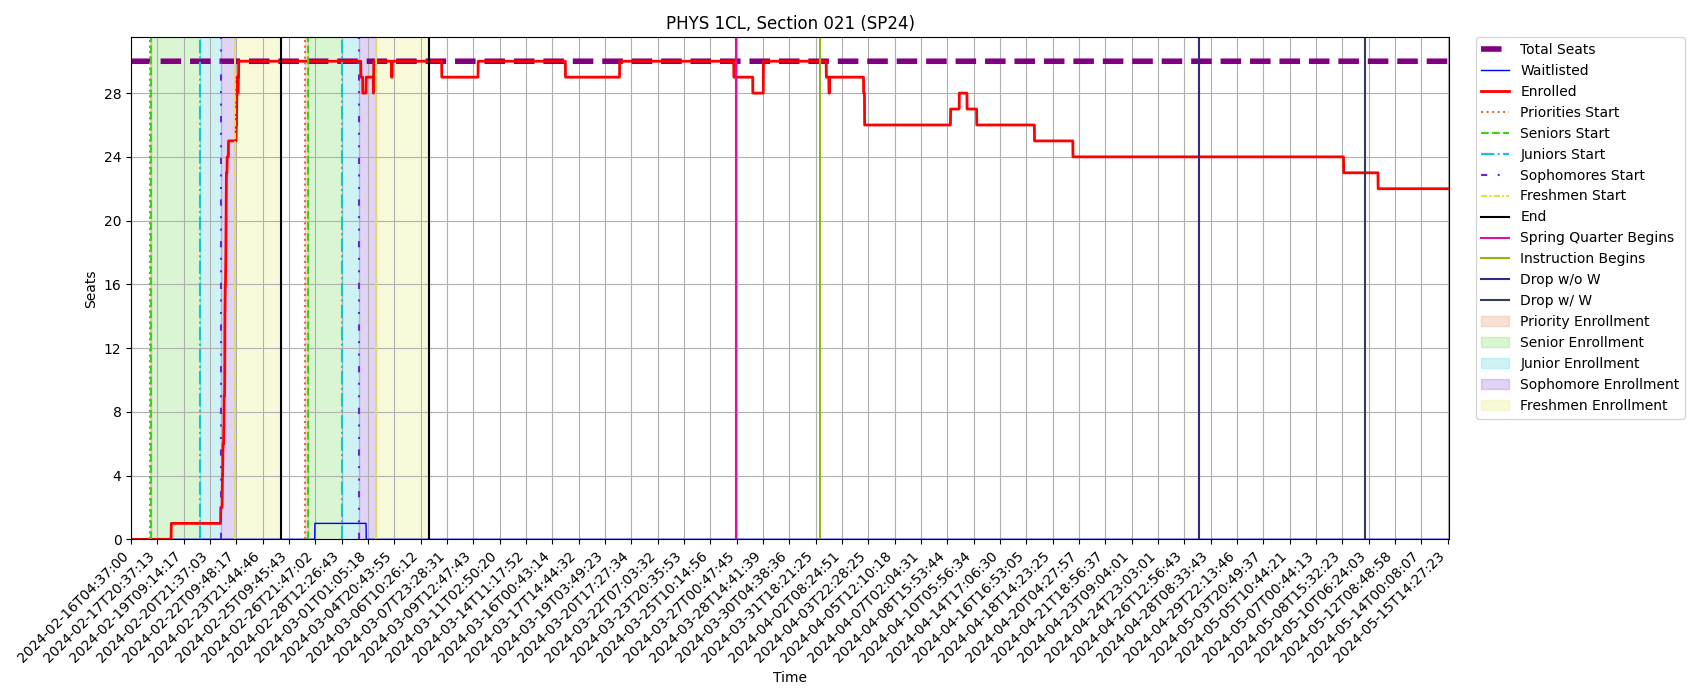 PHYS 1CL, Section 021 (SP24)
Seats
28
24
20
16
12
8
4
0
2024-02-16T04:37:00
2024-02-17T20:37:13
2024-02-19T09:14:17
2024-02-20T21:37:03
2024-02-22T09:48:17
2024-02-23T21:44:46
2024-02-25T09:45:43
2024-02-26T21:47:02
2024-02-28T12:26:43
2024-03-01T01:05:18
2024-03-04T20:43:55
2024-03-06T10:26:12
2024-03-07T23:28:31
2024-03-09T12:47:43
2024-03-11T02:50:20
2024-03-14T11:17:52
2024-03-16T00:43:14
2024-03-17T14:44:32
2024-03-19T03:49:23
2024-03-20T17:27:34
2024-03-22T07:03:32
2024-03-23T20:35:53
2024-03-25T10:14:56
2024-03-27T00:47:45
2024-03-28T14:41:39
2024-03-30T04:38:36
2024-03-31T18:21:25
2024-04-02T08:24:51
2024-04-03T22:28:25
2024-04-05T12:10:18
2024-04-07T02:04:31
2024-04-08T15:53:44
2024-04-10T05:56:34
2024-04-14T17:06:30
2024-04-16T16:53:05
2024-04-18T14:23:25
2024-04-20T04:27:57
2024-04-21T18:56:37
2024-04-23T09:04:01
2024-04-24T23:03:01
2024-04-26T12:56:43
2024-04-28T08:33:43
2024-04-29T22:13:46
2024-05-03T20:49:37
2024-05-05T10:44:21
2024-05-07T00:44:13
2024-05-08T15:32:23
2024-05-10T06:24:03
2024-05-12T08:48:58
2024-05-14T00:08:07
2024-05-15T14:27:23
Time
Total Seats
Waitlisted
Enrolled
Priorities Start
Seniors Start
Juniors Start
Sophomores Start
Freshmen Start
End
Spring Quarter Begins
Instruction Begins
Drop w/o W
Drop w/ W
Priority Enrollment
Senior Enrollment
Junior Enrollment
Sophomore Enrollment
Freshmen Enrollment